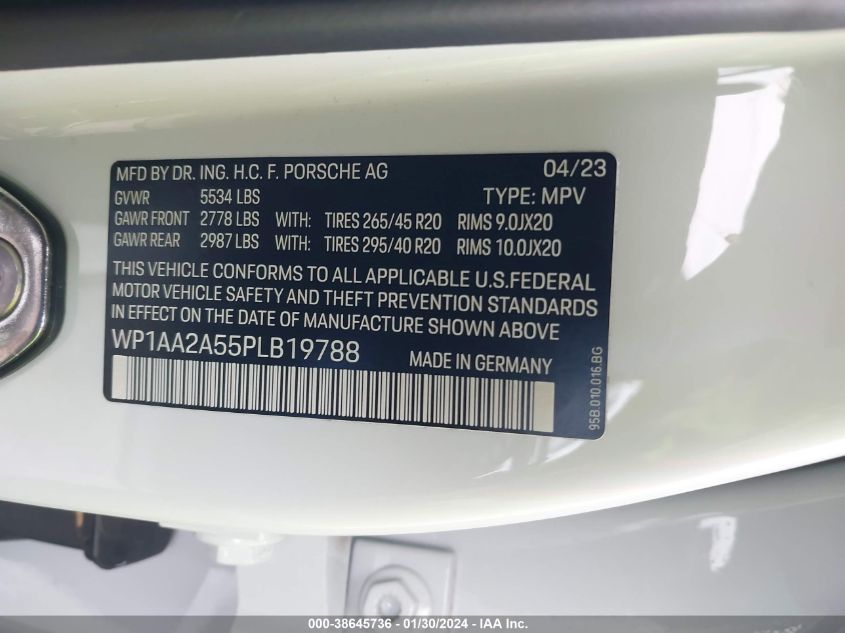 MFD BY DR. ING. H.C. F. PORSCHE AG 04/23
GVWR 5534 LBS TYPE: MPV
GAWR FRONT 2778 LBS WITH: TIRES 265/45 R20 RIMS 9.0JX20
GAWR REAR 2987 LBS WITH: TIRES 295/40 R20 RIMS 10.0JX20
THIS VEHICLE CONFORMS TO ALL APPLICABLE U.S.FEDERAL
MOTOR VEHICLE SAFETY AND THEFT PREVENTION STANDARDS
IN EFFECT ON THE DATE OF MANUFACTURE SHOWN ABOVE
WP1AA2A55PLB19788 MADE IN GERMANY
95B.010.016.BG
000-38645736 - 01/30/2024 - IAA Inc.